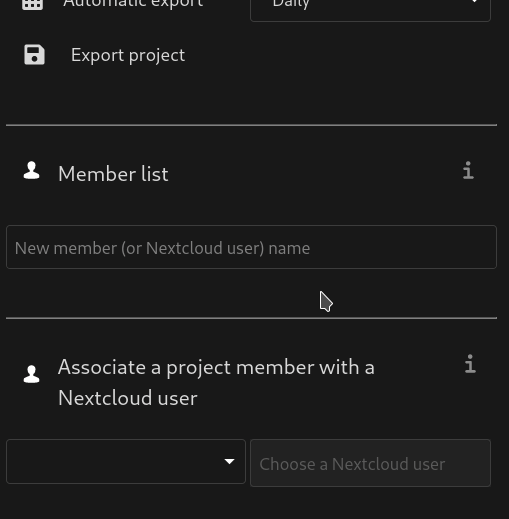 Automatic export
Daily
Export project
Member list
New member (or Nextcloud user) name
Associate a project member with a
Nextcloud user
Choose a Nextcloud user